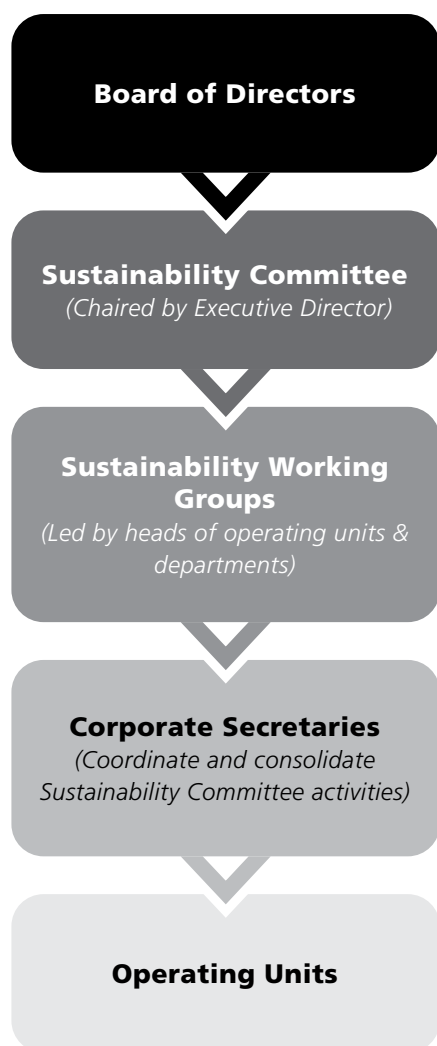 Board of Directors
Sustainability Committee
(Chaired by Executive Director)
Sustainability Working
Groups
(Led by heads of operating units &
departments)
Corporate Secretaries
(Coordinate and consolidate
Sustainability Committee activities)
Operating Units